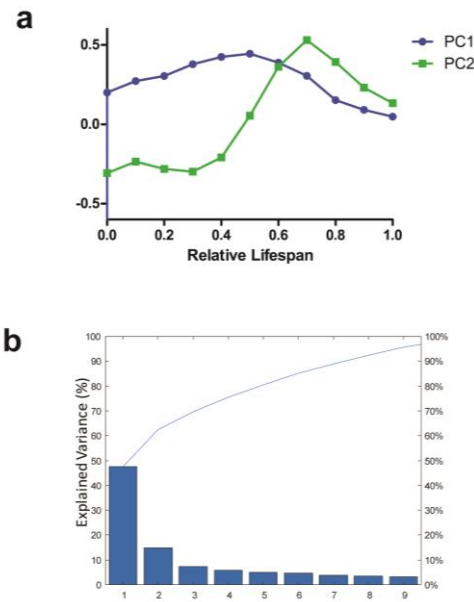 a
PC1
PC2
0.5
0.0
-0.5
0.0 0.2 0.4 0.6 0.8 1.0
Relative Lifespan
b
Explained Variance (%)
100 100%
90 90%
80 80%
70 70%
60 60%
50 50%
40 40%
30 30%
20 20%
10 10%
0 0%
1 2 3 4 5 6 7 8 9